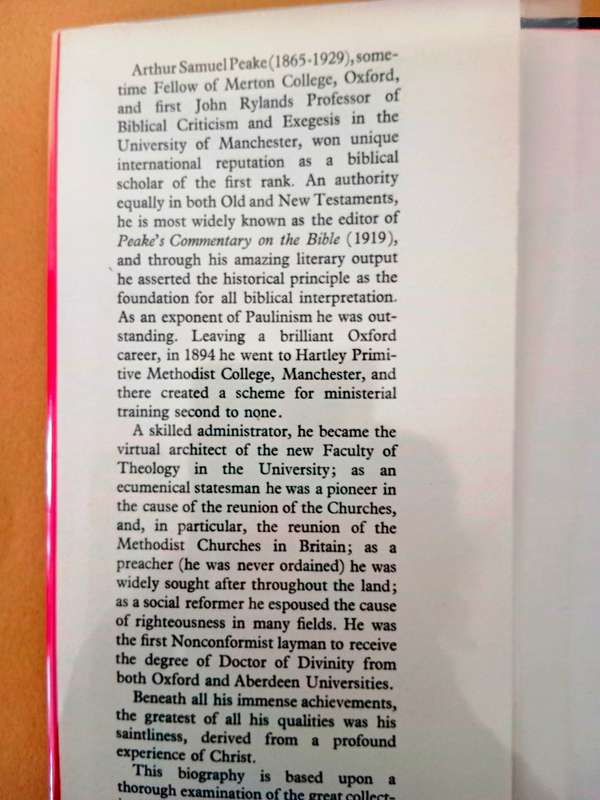 Arthur Samuel Peake (1865-1929), some-
time Fellow of Merton College, Oxford,
and first John Rylands Professor of
Biblical Criticism and Exegesis in the
University of Manchester, won unique
international reputation as a biblical
scholar of the first rank. An authority
equally in both Old and New Testaments,
he is most widely known as the editor of
Peake's Commentary on the Bible (1919),
and through his amazing literary output
he asserted the historical principle as the
foundation for all biblical interpretation.
As an exponent of Paulinism he was out-
standing. Leaving a brilliant Oxford
career, in 1894 he went to Hartley Primi-
tive Methodist College, Manchester, and
there created a scheme for ministerial
training second to none.
A skilled administrator, he became the
virtual architect of the new Faculty of
Theology in the University; as an
ecumenical statesman he was a pioneer in
the cause of the reunion of the Churches,
and, in particular, the reunion of the
Methodist Churches in Britain; as a
preacher (he was never ordained) he was
widely sought after throughout the land;
as a social reformer he espoused the cause
of righteousness in many fields. He was
the first Nonconformist layman to receive
the degree of Doctor of Divinity from
both Oxford and Aberdeen Universities.
Beneath all his immense achievements,
the greatest of all his qualities was his
saintliness, derived from a profound
experience of Christ.
This biography is based upon a
thorough examination of the great collect-